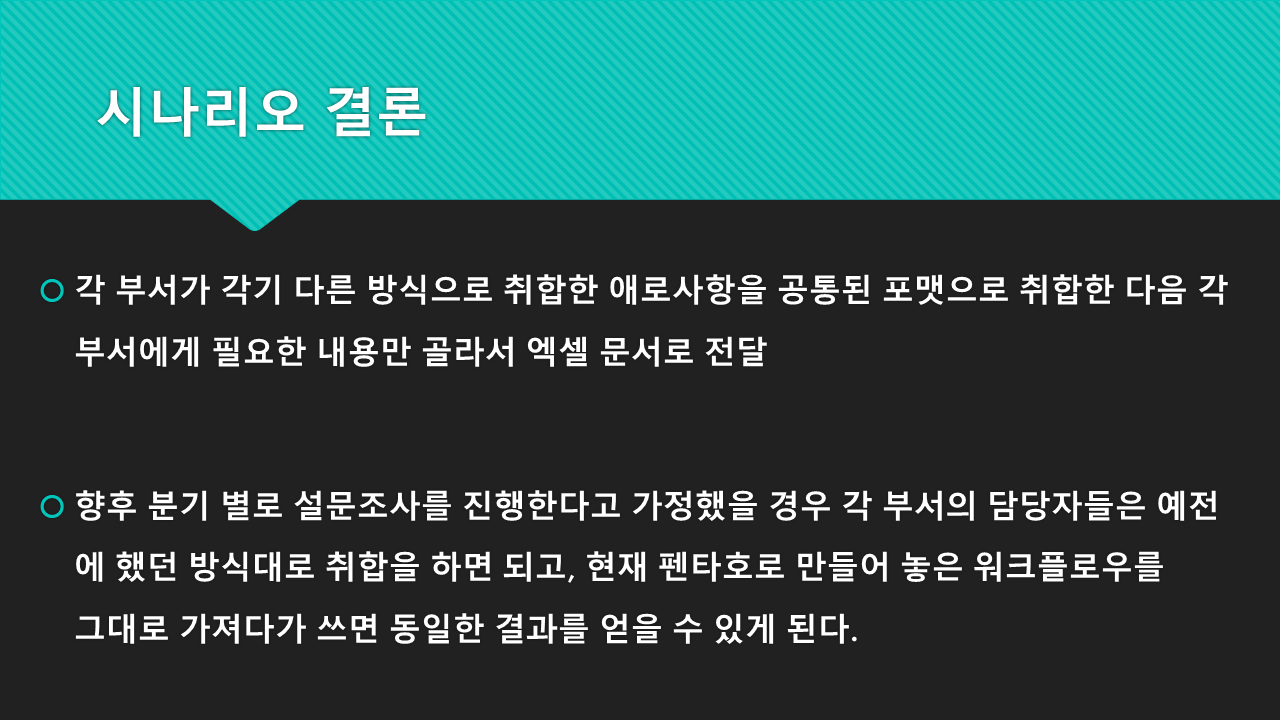 시나리오 결론
각 부서가 각기 다른 방식으로 취합한 애로사항을 공통된 포맷으로 취합한 다음 각
부서에게 필요한 내용만 골라서 엑셀 문서로 전달
향후 분기 별로 설문조사를 진행한다고 가정했을 경우 각 부서의 담당자들은 예전
에 했던 방식대로 취합을 하면 되고, 현재 펜타호로 만들어 놓은 워크플로우를
그대로 가져다가 쓰면 동일한 결과를 얻을 수 있게 된다.